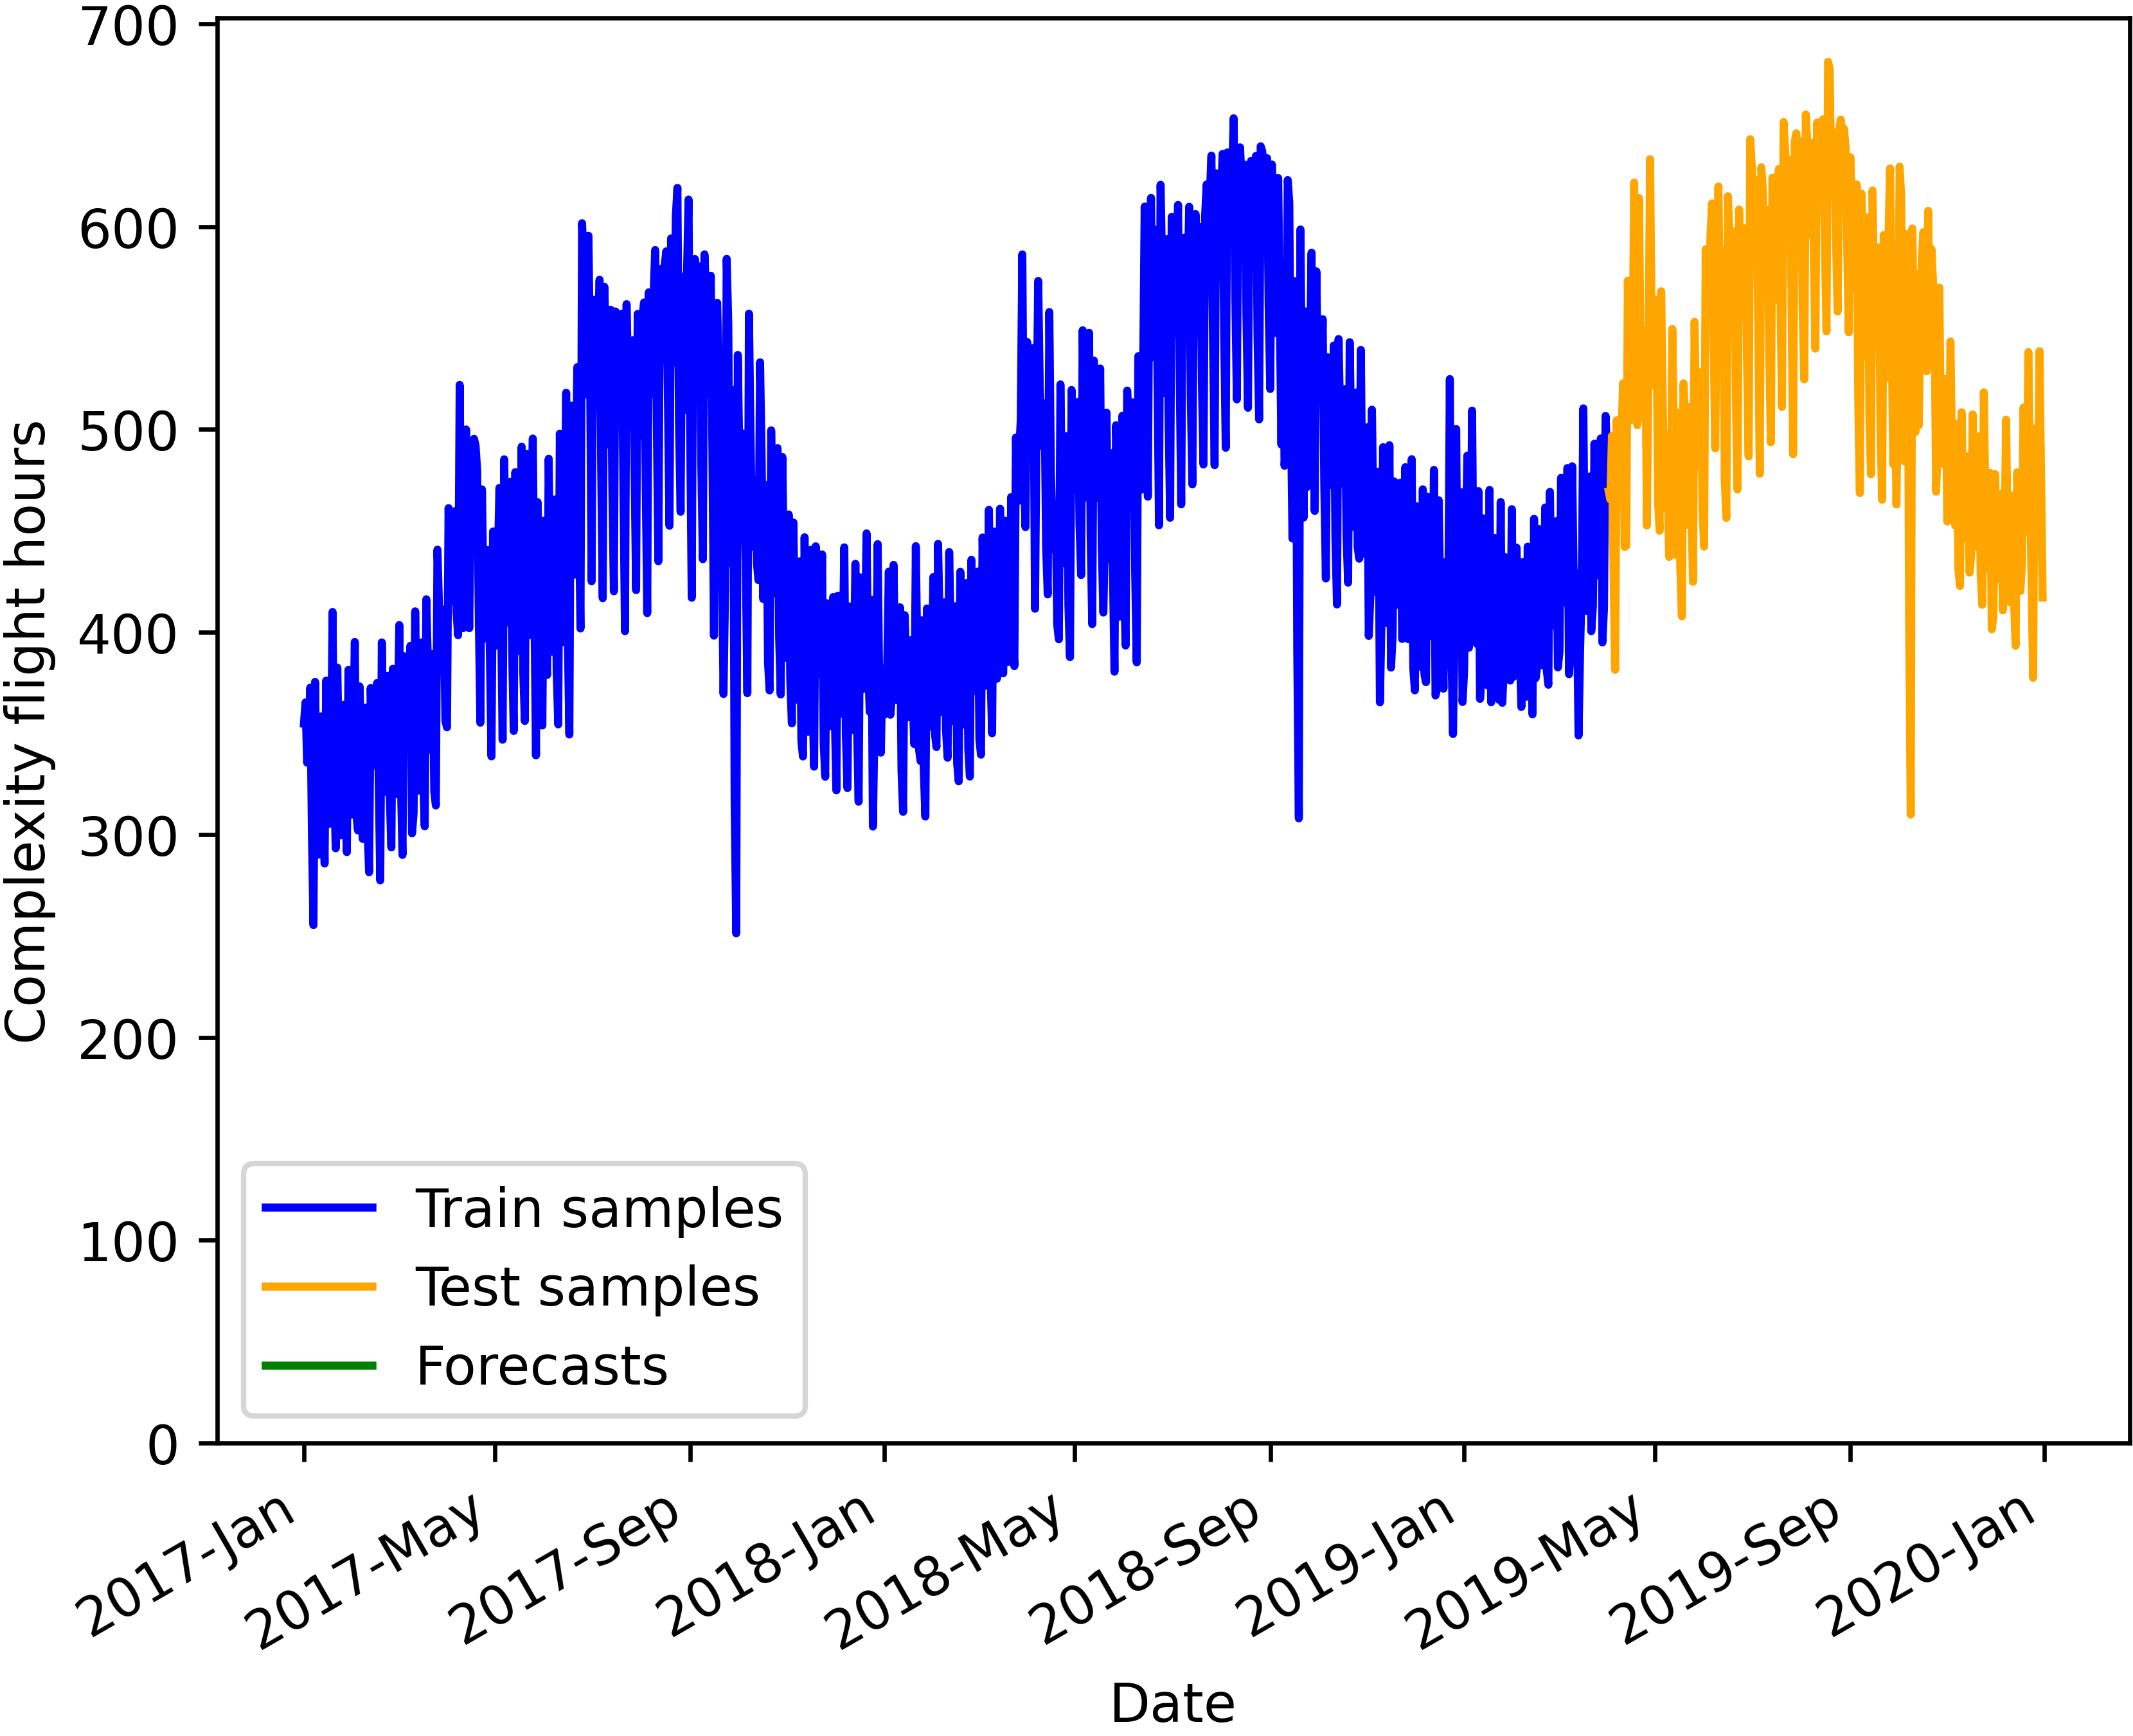 700
600
500
400
300
200
100
0
Complexity flight hours
Train samples
Test samples
Forecasts
2017-Jan
2017-May
2017-Sep
2018-Jan
2018-May
2018-Sep
2019-Jan
2019-May
2019-Sep
2020-Jan
Date